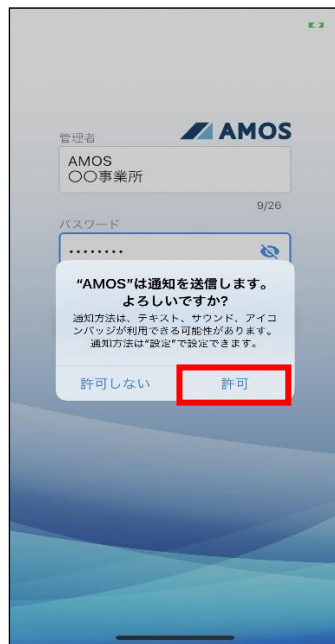 AMOS
管理者
AMOS
〇〇事業所
9/26
パスワード
••••••••
"AMOS"は通知を送信します。
よろしいですか?
通知方法は、テキスト、サウンド、アイコ
ンバッジが利用できる可能性があります。
通知方法は"設定"で設定できます。
許可しない
許可